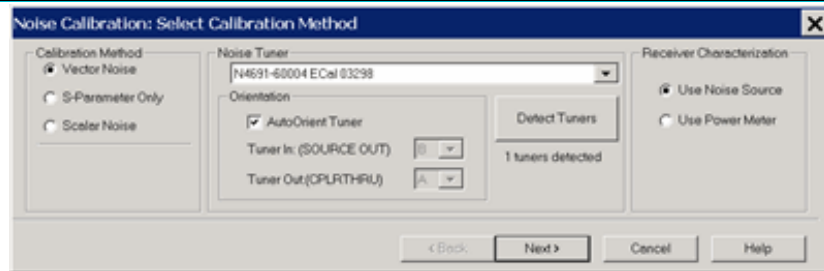 Noise Calibration: Select Calibration Method
Calibration Method
Vector Noise
S-Parameter Only
Scalar Noise
Noise Tuner
N4691-60004 ECal 03298
Orientation
AutoOrient Tuner
Tuner In: (SOURCE OUT)
B
Tuner Out:(CPLRTHRU)
A
Detect Tuners
1 tuners detected
Receiver Characterization
Use Noise Source
Use Power Meter
< Back
Next >
Cancel
Help